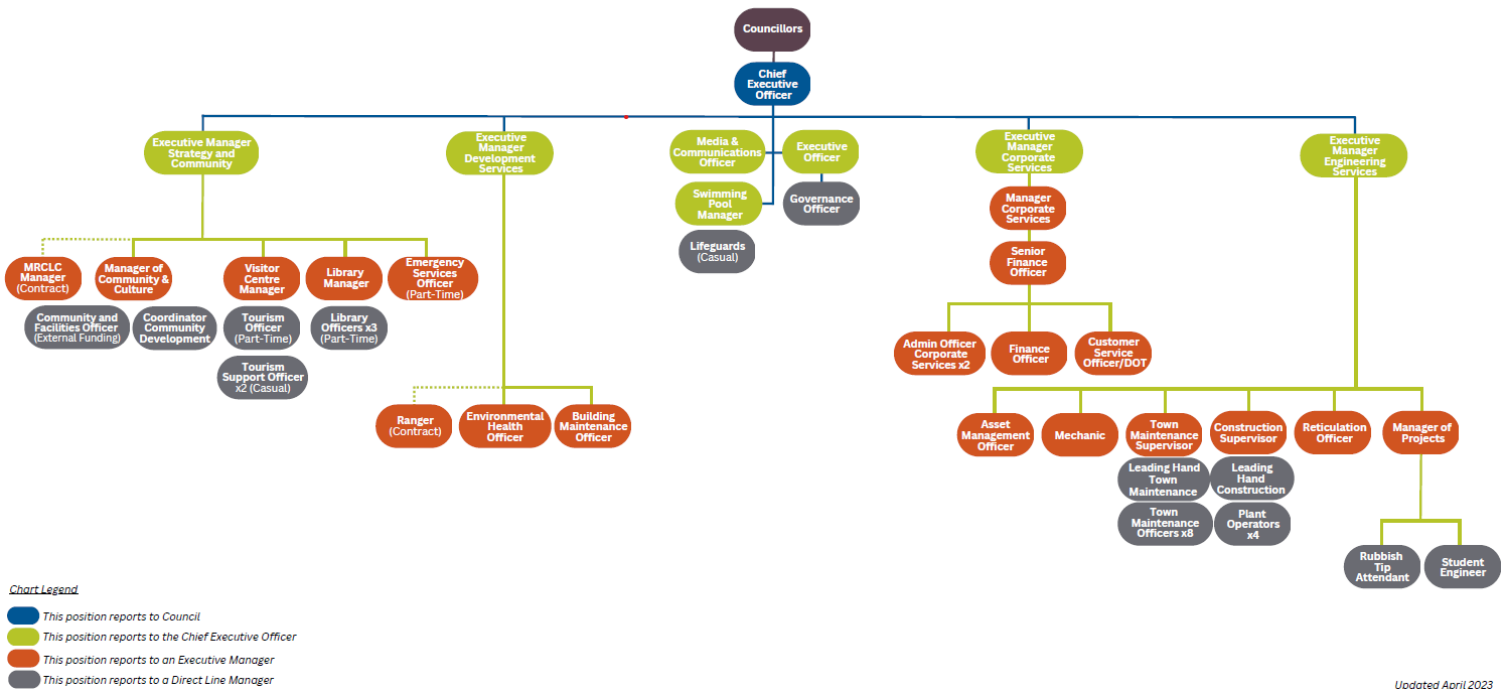 Councillors
Chief
Executive
Officer
Executive Manager
Strategy and
Community
Executive
Manager
Development
Services
Media &
Communications
Officer
Executive
Officer
Executive
Manager
Corporate
Services
Executive
Manager
Engineering
Services
Swimming
Pool
Manager
Governance
Officer
Manager
Corporate
Services
Lifeguards
(Casual)
Senior
Finance
Officer
MRCLC
Manager
(Contract)
Manager of
Community &
Culture
Visitor
Centre
Manager
Library
Manager
Emergency
Services
Officer
(Part-Time)
Community and
Facilities Officer
(External Funding)
Coordinator
Community
Development
Tourism
Officer
(Part-Time)
Library
Officers x3
(Part-Time)
Tourism
Support Officer
x2 (Casual)
Admin Officer
Corporate
Services x2
Finance
Officer
Customer
Service
Officer/DOT
Ranger
(Contract)
Environmental
Health
Officer
Building
Maintenance
Officer
Asset
Management
Officer
Mechanic
Town
Maintenance
Supervisor
Construction
Supervisor
Reticulation
Officer
Manager of
Projects
Leading Hand
Town
Maintenance
Leading
Hand
Construction
Town
Maintenance
Officers x8
Plant
Operators
x4
Rubbish
Tip
Attendant
Student
Engineer
Chart Legend
This position reports to Council
This position reports to the Chief Executive Officer
This position reports to an Executive Manager
This position reports to a Direct Line Manager
Updated April 2023